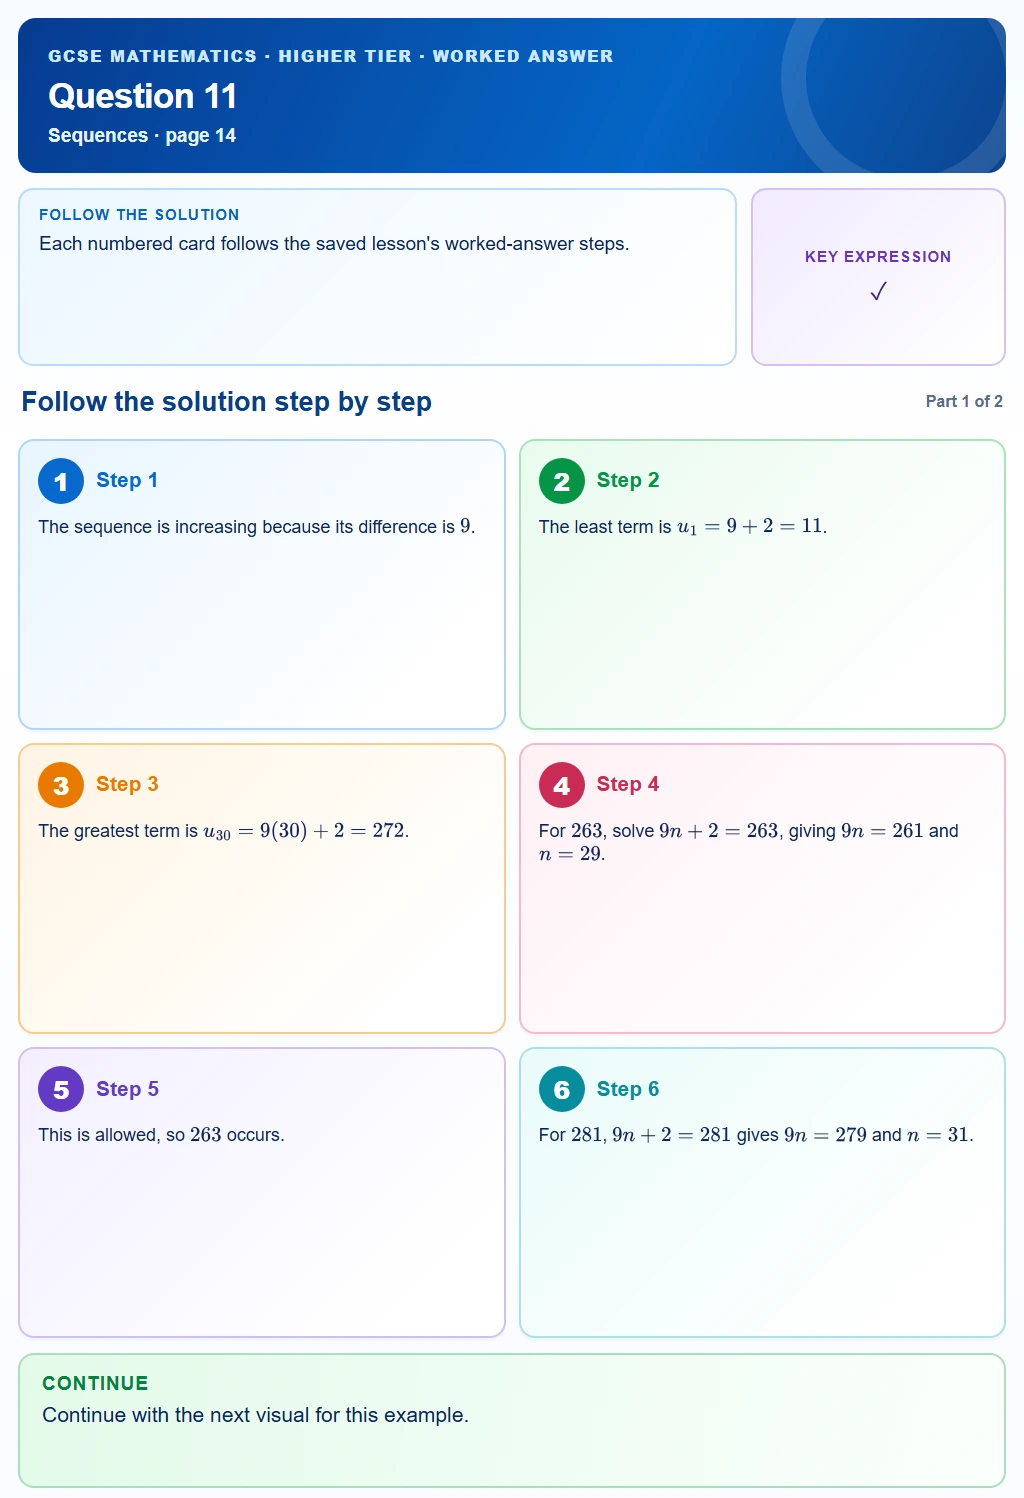 GCSE MATHEMATICS · HIGHER TIER · WORKED ANSWER
Question 11
Sequences · page 14
FOLLOW THE SOLUTION
Each numbered card follows the saved lesson's worked-answer steps.
KEY EXPRESSION
✓
Follow the solution step by step
Part 1 of 2
1 Step 1
The sequence is increasing because its difference is 9.
2 Step 2
The least term is u₁ = 9 + 2 = 11.
3 Step 3
The greatest term is u₃₀ = 9(30) + 2 = 272.
4 Step 4
For 263, solve 9n + 2 = 263, giving 9n = 261 and
n = 29.
5 Step 5
This is allowed, so 263 occurs.
6 Step 6
For 281, 9n + 2 = 281 gives 9n = 279 and n = 31.
CONTINUE
Continue with the next visual for this example.